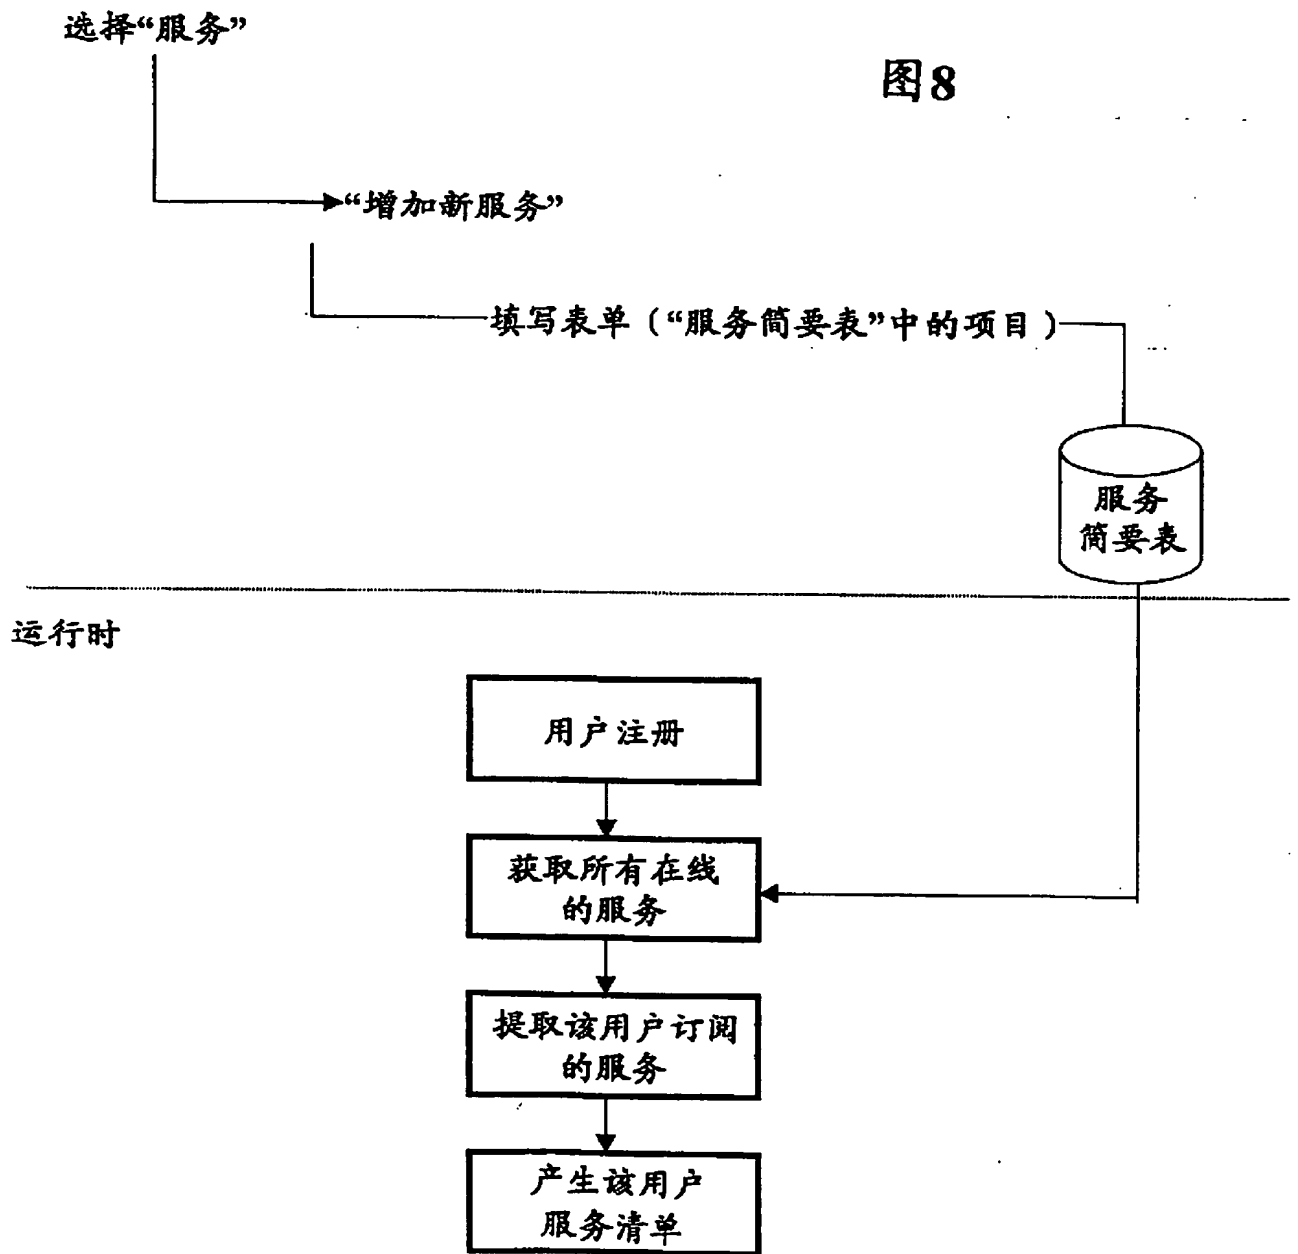 选择“服务”
图8
“增加新服务”
填写表单（“服务简要表”中的项目）
服务
简要表
运行时
用户注册
获取所有在线
的服务
提取该用户订阅
的服务
产生该用户
服务清单